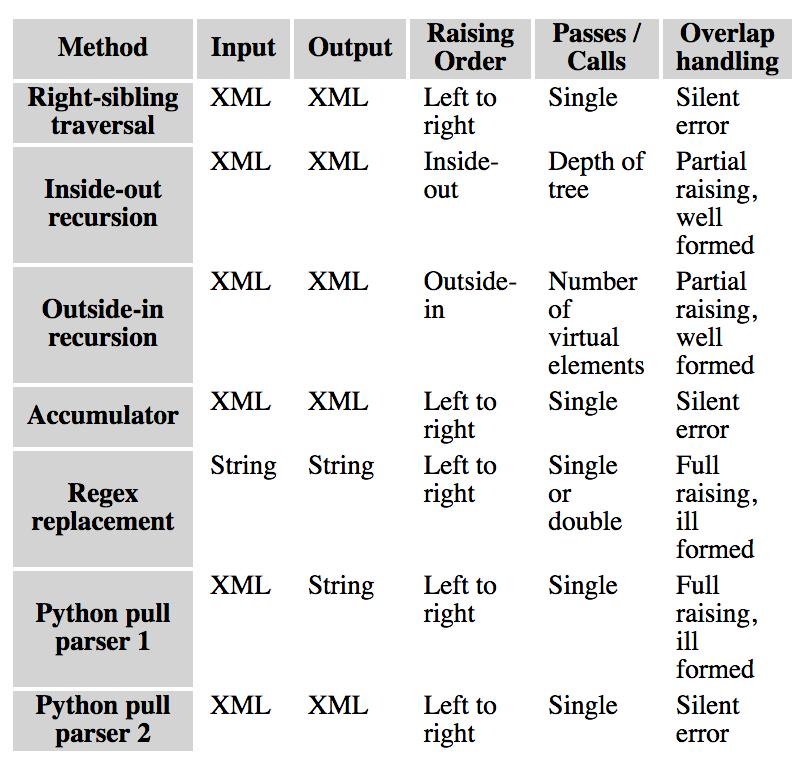 Method Input Output Raising Order Passes / Calls Overlap handling
Right-sibling traversal XML XML Left to right Single Silent error
Inside-out recursion XML XML Inside-out Depth of tree Partial raising, well formed
Outside-in recursion XML XML Outside-in Number of virtual elements Partial raising, well formed
Accumulator XML XML Left to right Single Silent error
Regex replacement String String Left to right Single or double Full raising, ill formed
Python pull parser 1 XML String Left to right Single Full raising, ill formed
Python pull parser 2 XML XML Left to right Single Silent error